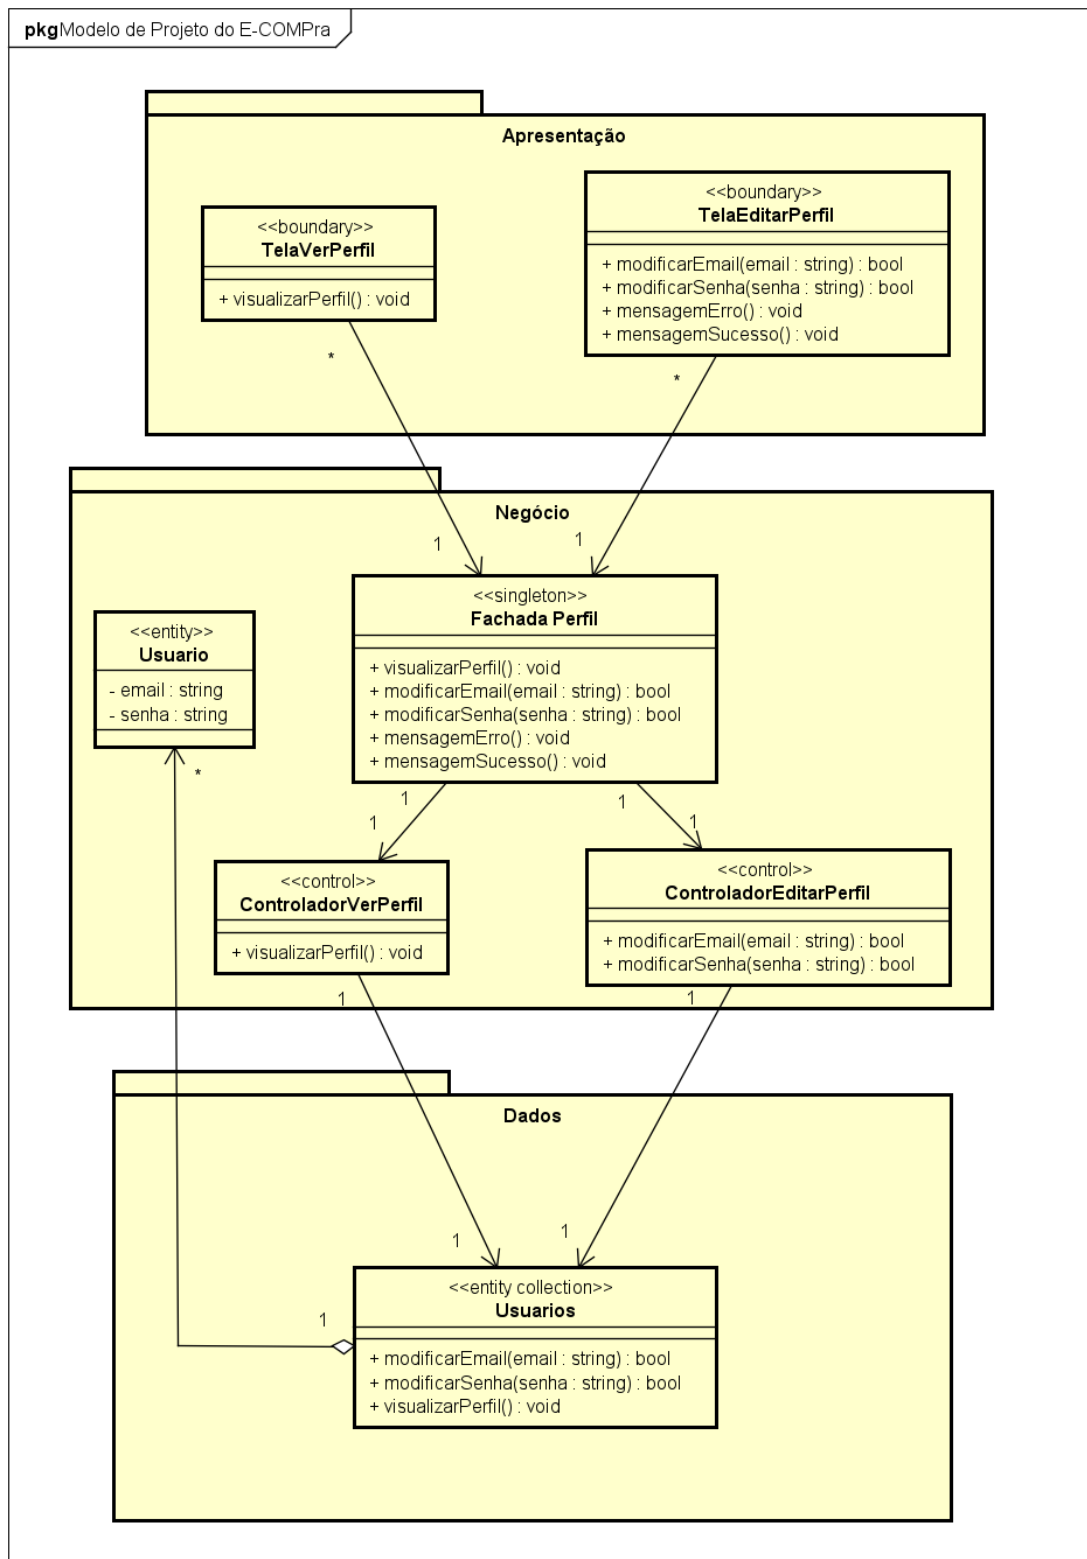 pkg Modelo de Projeto do E-COMPra
Apresentação
<<boundary>>
TelaVerPerfil
+ visualizarPerfil() : void
<<boundary>>
TelaEditarPerfil
+ modificarEmail(email : string) : bool
+ modificarSenha(senha : string) : bool
+ mensagemErro() : void
+ mensagemSucesso() : void
*
*
Negócio
1
1
<<entity>>
Usuario
- email : string
- senha : string
*
<<singleton>>
Fachada Perfil
+ visualizarPerfil() : void
+ modificarEmail(email : string) : bool
+ modificarSenha(senha : string) : bool
+ mensagemErro() : void
+ mensagemSucesso() : void
1
1
1
1
<<control>>
ControladorVerPerfil
+ visualizarPerfil() : void
<<control>>
ControladorEditarPerfil
+ modificarEmail(email : string) : bool
+ modificarSenha(senha : string) : bool
1
1
Dados
1
1
1
<<entity collection>>
Usuarios
+ modificarEmail(email : string) : bool
+ modificarSenha(senha : string) : bool
+ visualizarPerfil() : void